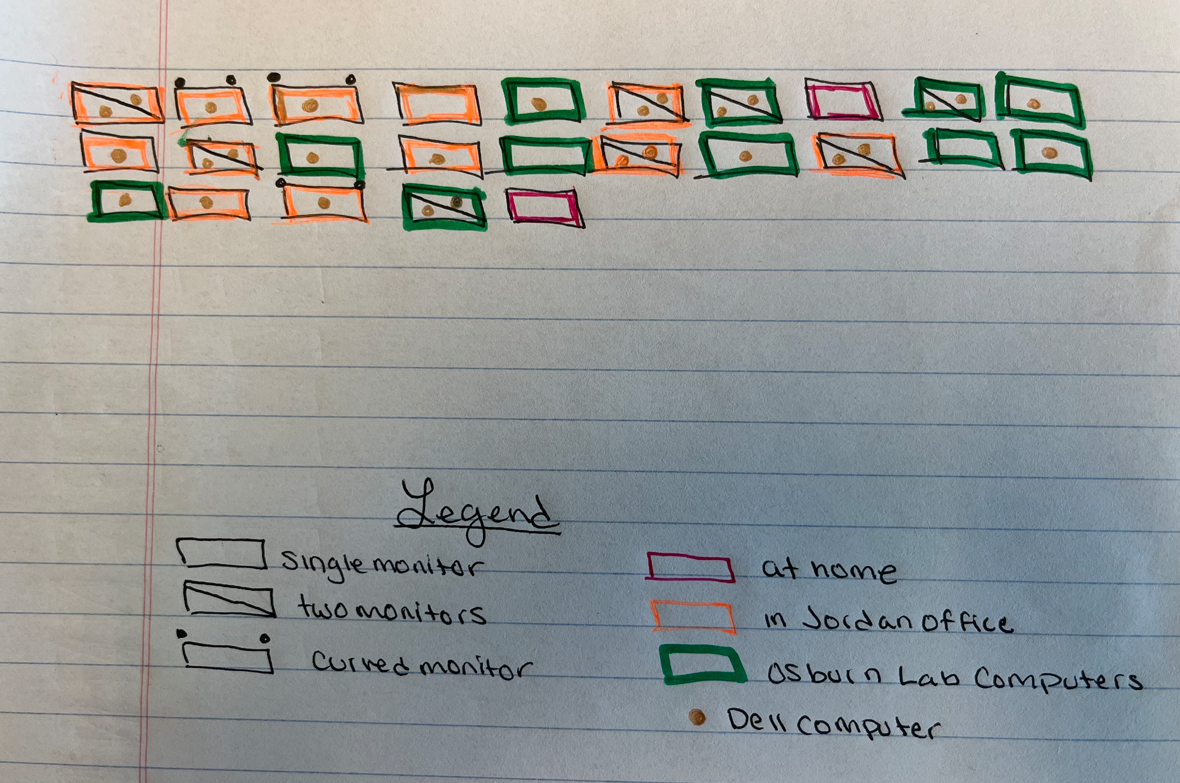 Legend
single monitor
two monitors
curved monitor
at home
in Jordan office
Osburn Lab Computers
Dell computer